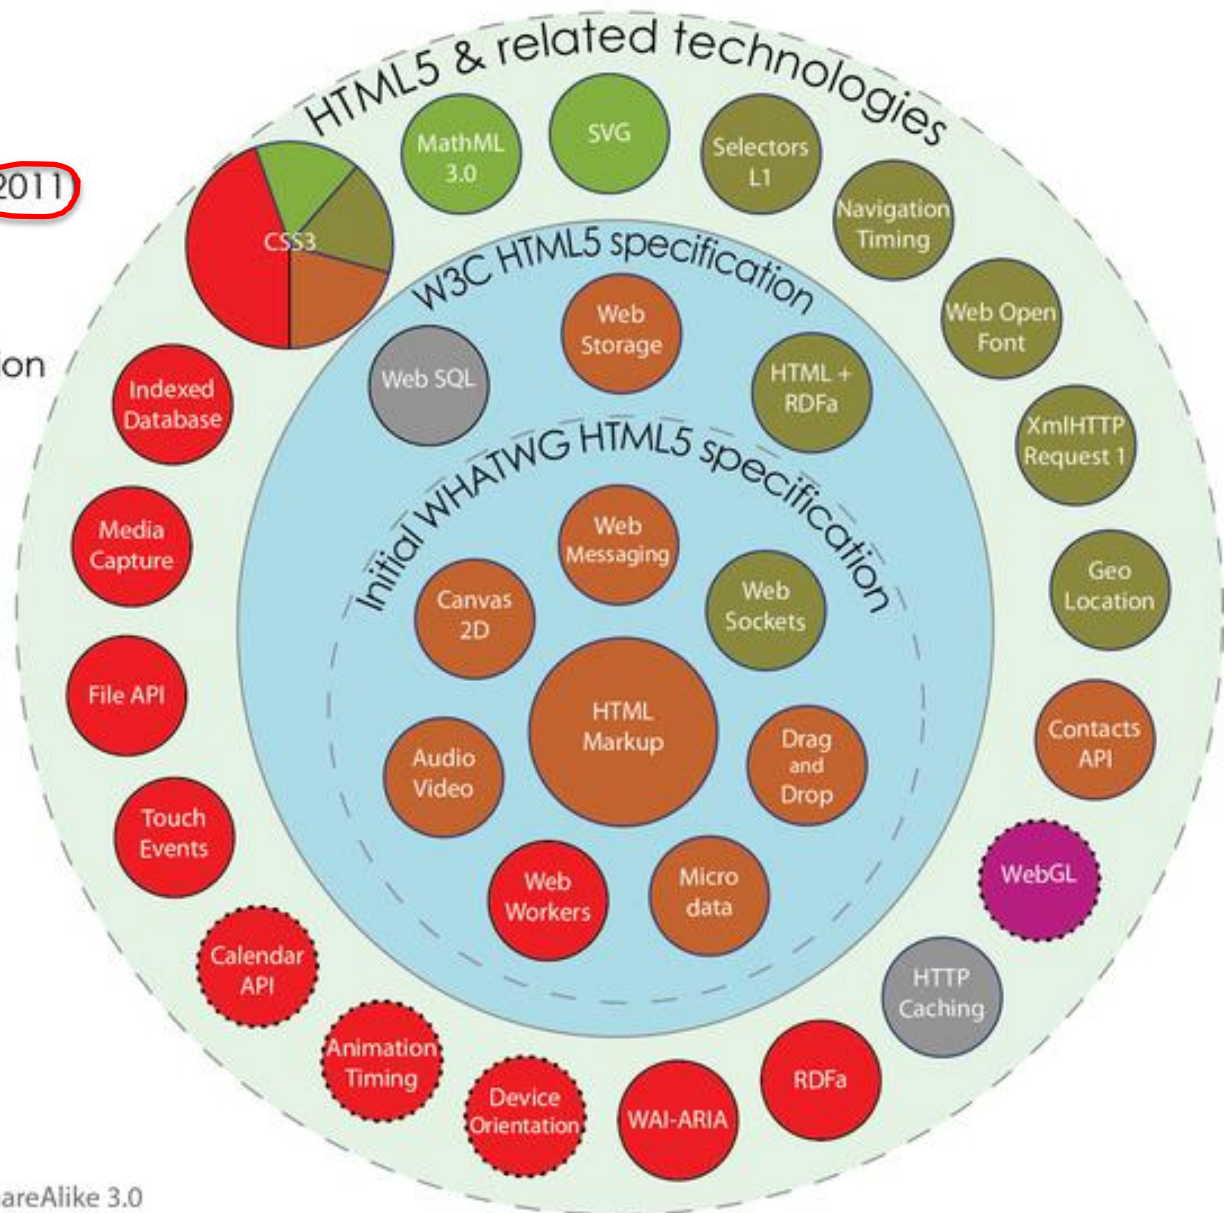 HTML5 & related technologies
2011
MathML
3.0
SVG
Selectors
L1
Navigation
Timing
CSS3
W3C HTML5 specification
Web
Storage
Web Open
Font
Web SQL
HTML +
RDFa
Indexed
Database
XmlHTTP
Request 1
Initial WHATWG HTML5 specification
Media
Capture
Web
Messaging
Canvas
2D
Web
Sockets
Geo
Location
File API
HTML
Markup
Contacts
API
Audio
Video
Drag
and
Drop
Touch
Events
Web
Workers
Micro
data
WebGL
Calendar
API
HTTP
Caching
Animation
Timing
Device
Orientation
WAI-ARIA
RDFa
areAlike 3.0